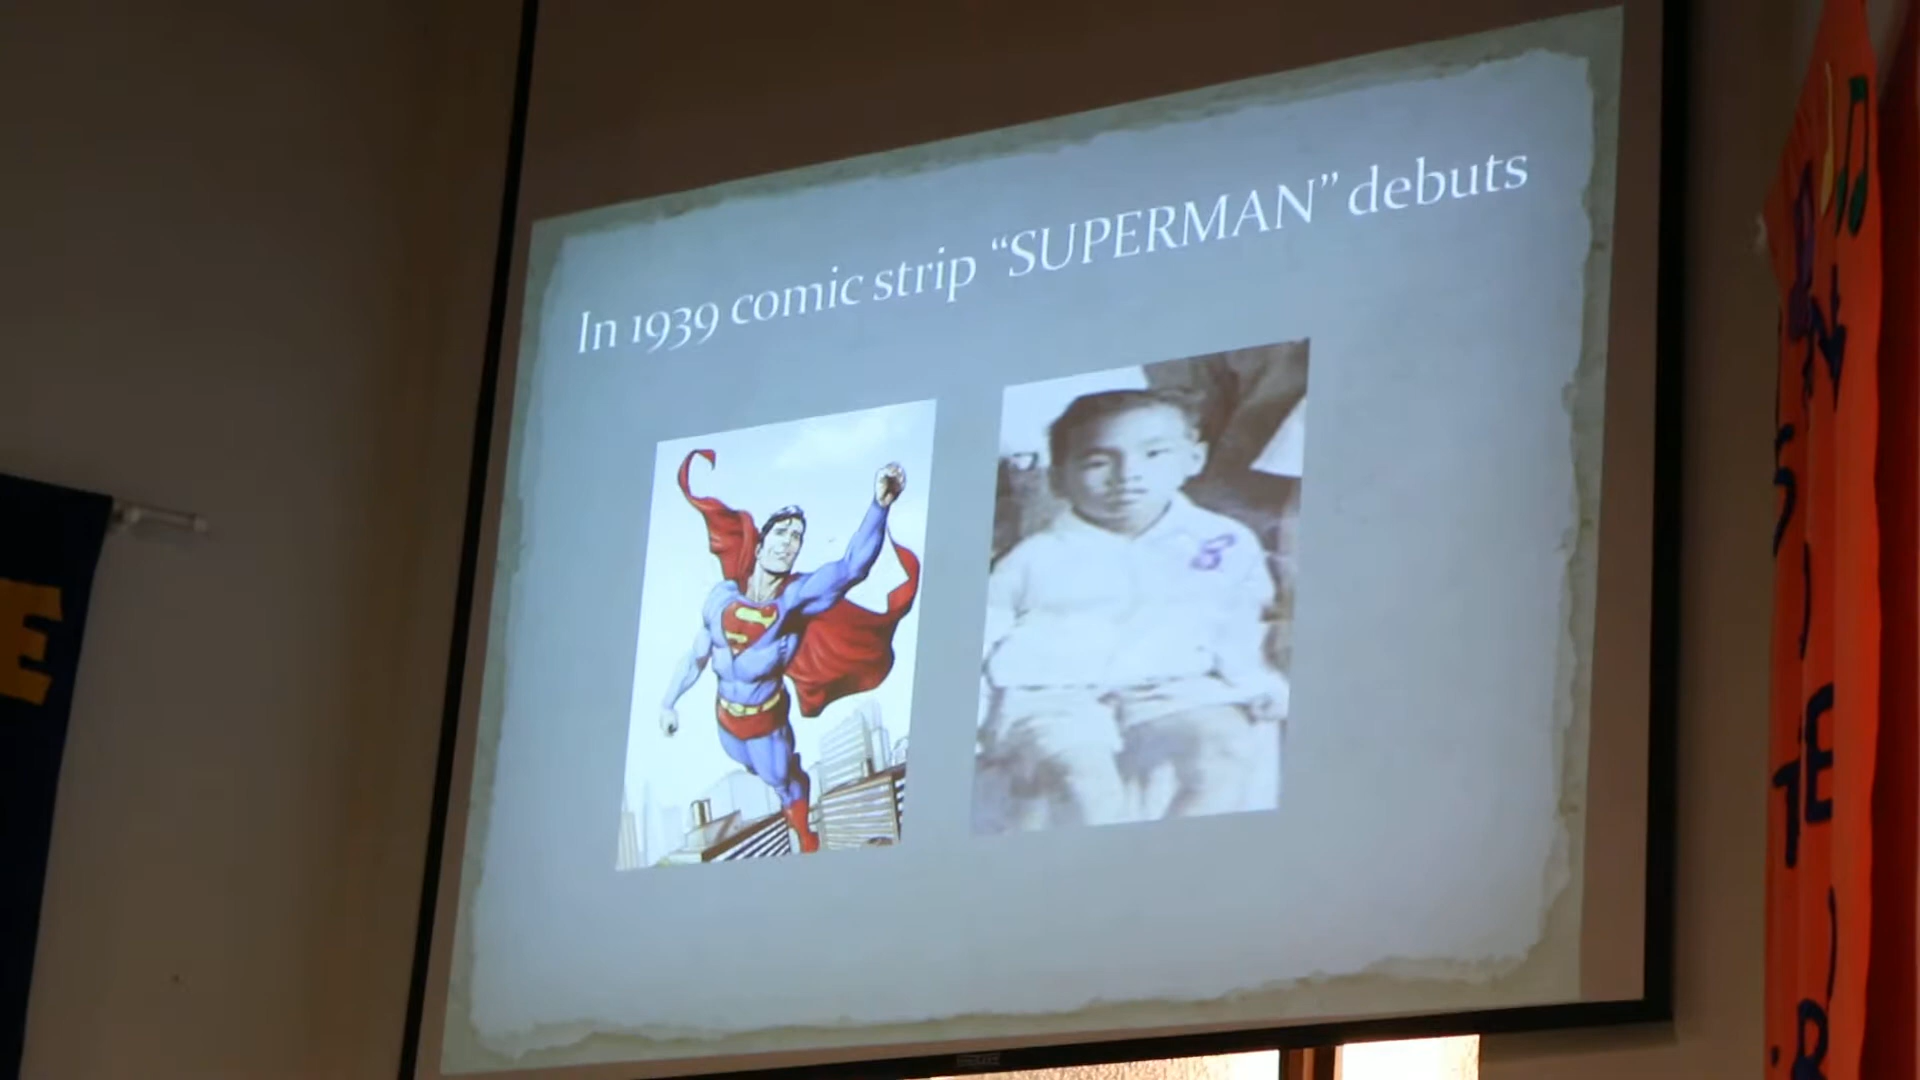 In 1939 comic strip “SUPERMAN” debuts
S
E